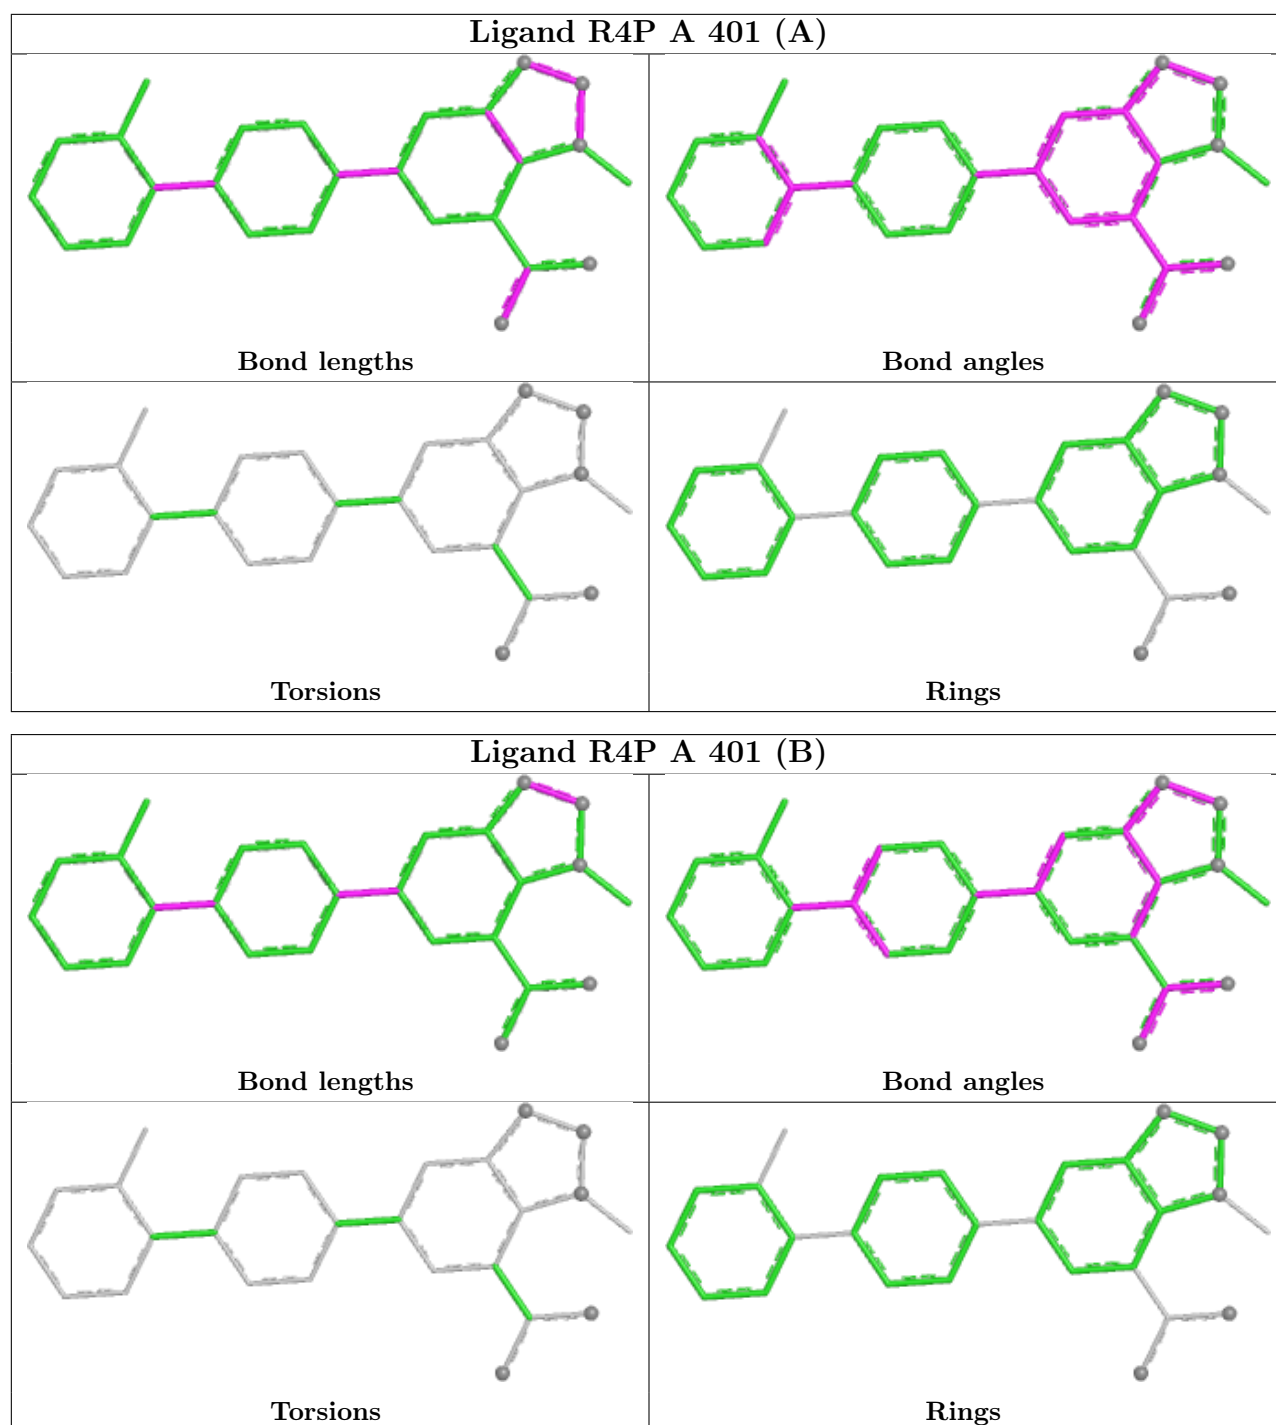 Ligand R4P A 401 (A)
Bond lengths
Bond angles
Torsions
Rings
Ligand R4P A 401 (B)
Bond lengths
Bond angles
Torsions
Rings